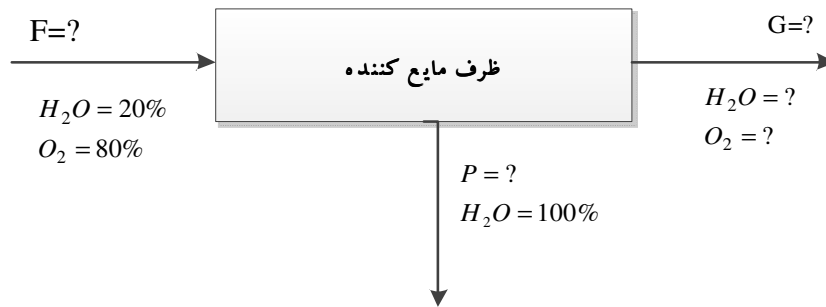 F=?
H₂O = 20%
O₂ = 80%
ظرف مایع کننده
G=?
H₂O = ?
O₂ = ?
P = ?
H₂O = 100%